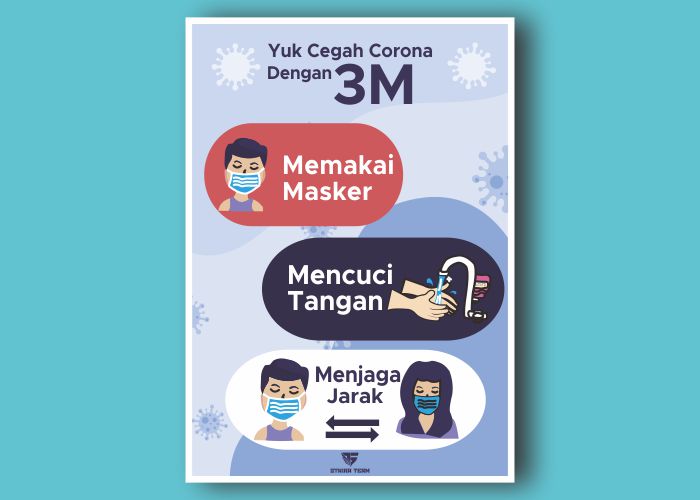 Yuk Cegah Corona
Dengan 3M
Memakai
Masker
Mencuci
Tangan
Menjaga
Jarak